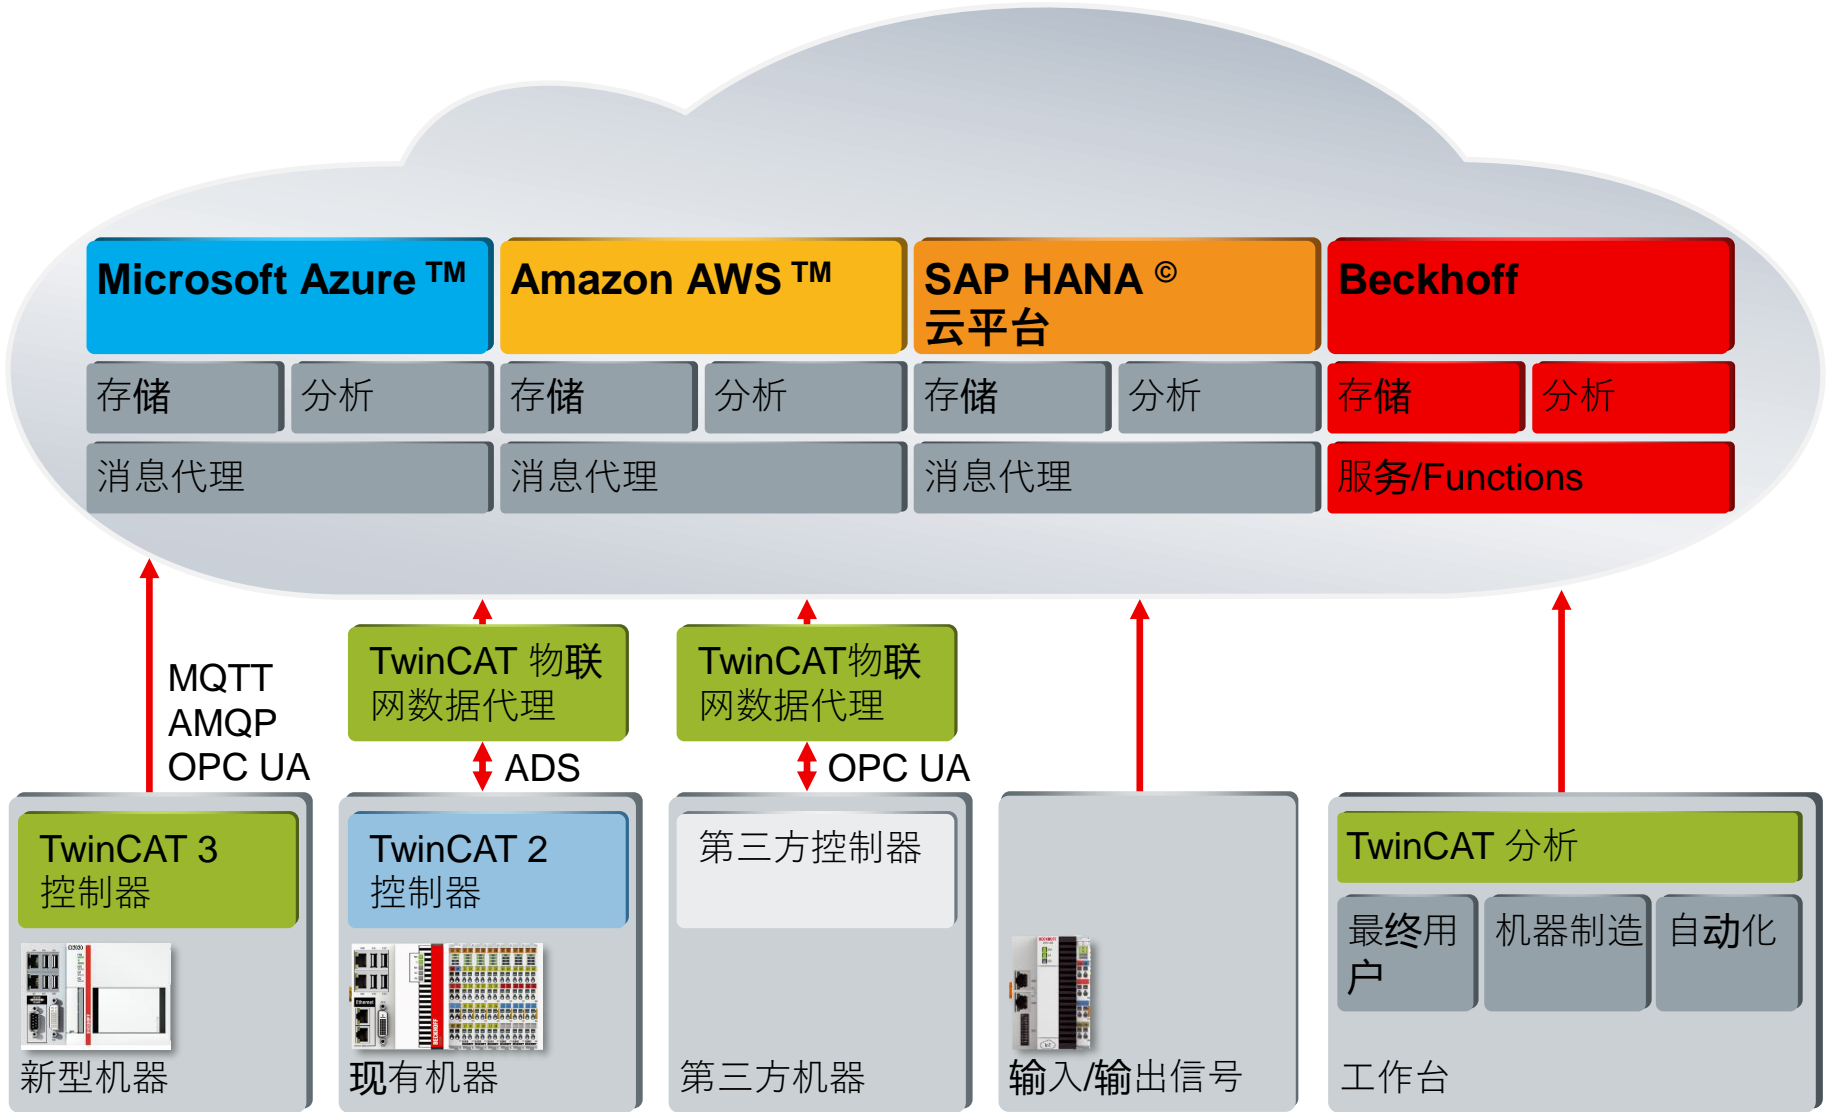 Microsoft Azure ™
Amazon AWS ™
SAP HANA ©
云平台
Beckhoff
存储
分析
存储
分析
存储
分析
存储
分析
消息代理
消息代理
消息代理
服务/Functions
MQTT
AMQP
OPC UA
TwinCAT 物联
网数据代理
ADS
TwinCAT物联
网数据代理
OPC UA
TwinCAT 3
控制器
新型机器
TwinCAT 2
控制器
Ethernet
BECKHOFF
现有机器
第三方控制器
第三方机器
BECKHOFF
IoT
输入/输出信号
TwinCAT 分析
最终用
户
机器制造
自动化
工作台